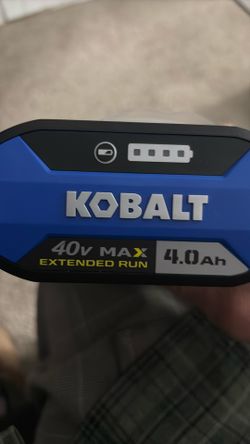 KOBALT
40V MAX 4.0Ah
EXTENDED RUN